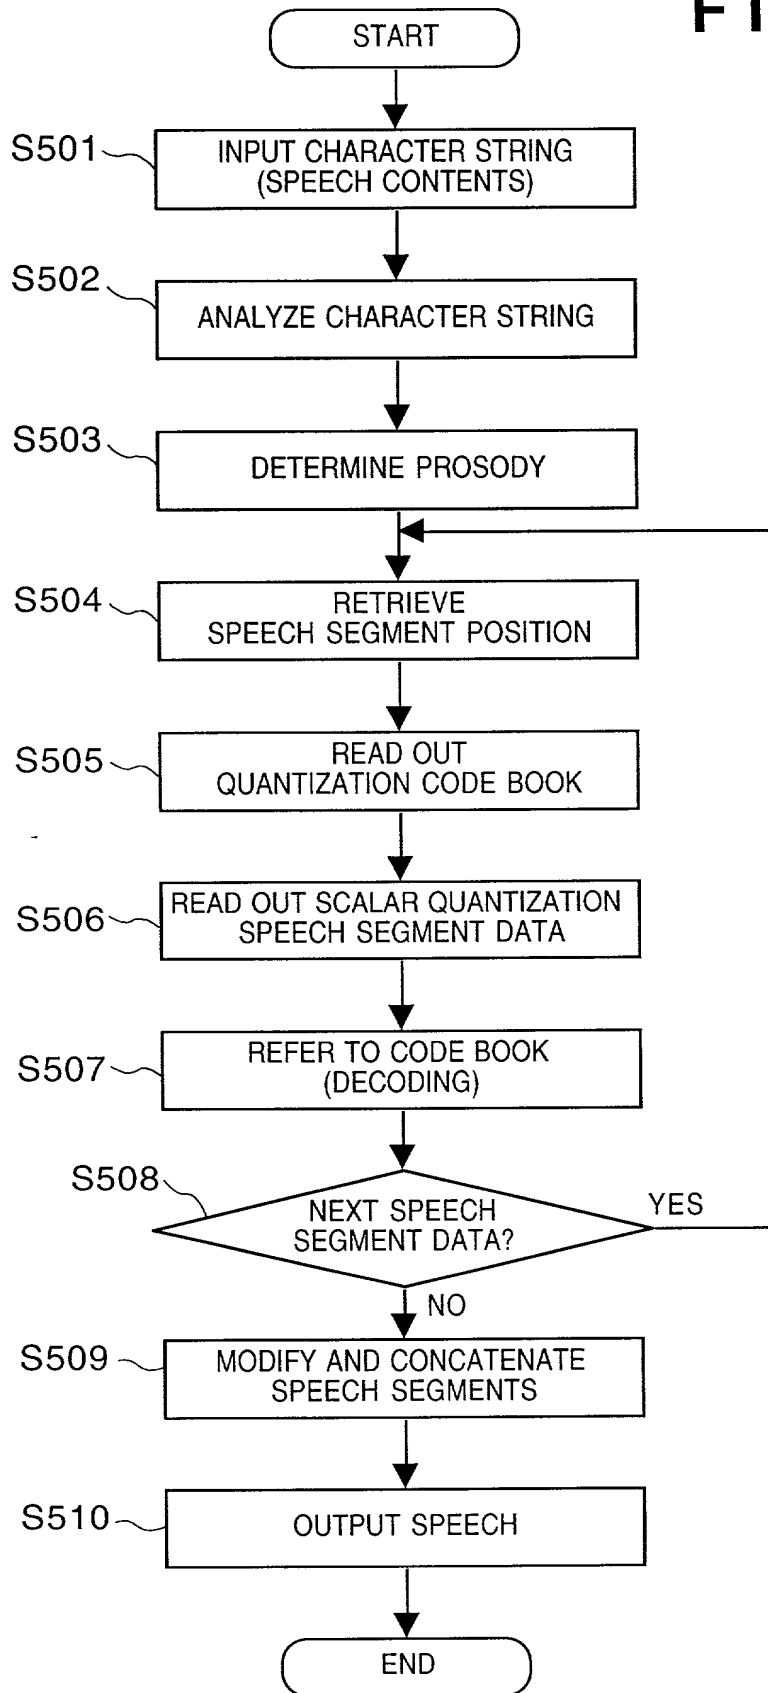 FI
START
S501
INPUT CHARACTER STRING
(SPEECH CONTENTS)
S502
ANALYZE CHARACTER STRING
S503
DETERMINE PROSODY
S504
RETRIEVE
SPEECH SEGMENT POSITION
S505
READ OUT
QUANTIZATION CODE BOOK
S506
READ OUT SCALAR QUANTIZATION
SPEECH SEGMENT DATA
S507
REFER TO CODE BOOK
(DECODING)
S508
NEXT SPEECH
SEGMENT DATA?
YES
NO
S509
MODIFY AND CONCATENATE
SPEECH SEGMENTS
S510
OUTPUT SPEECH
END